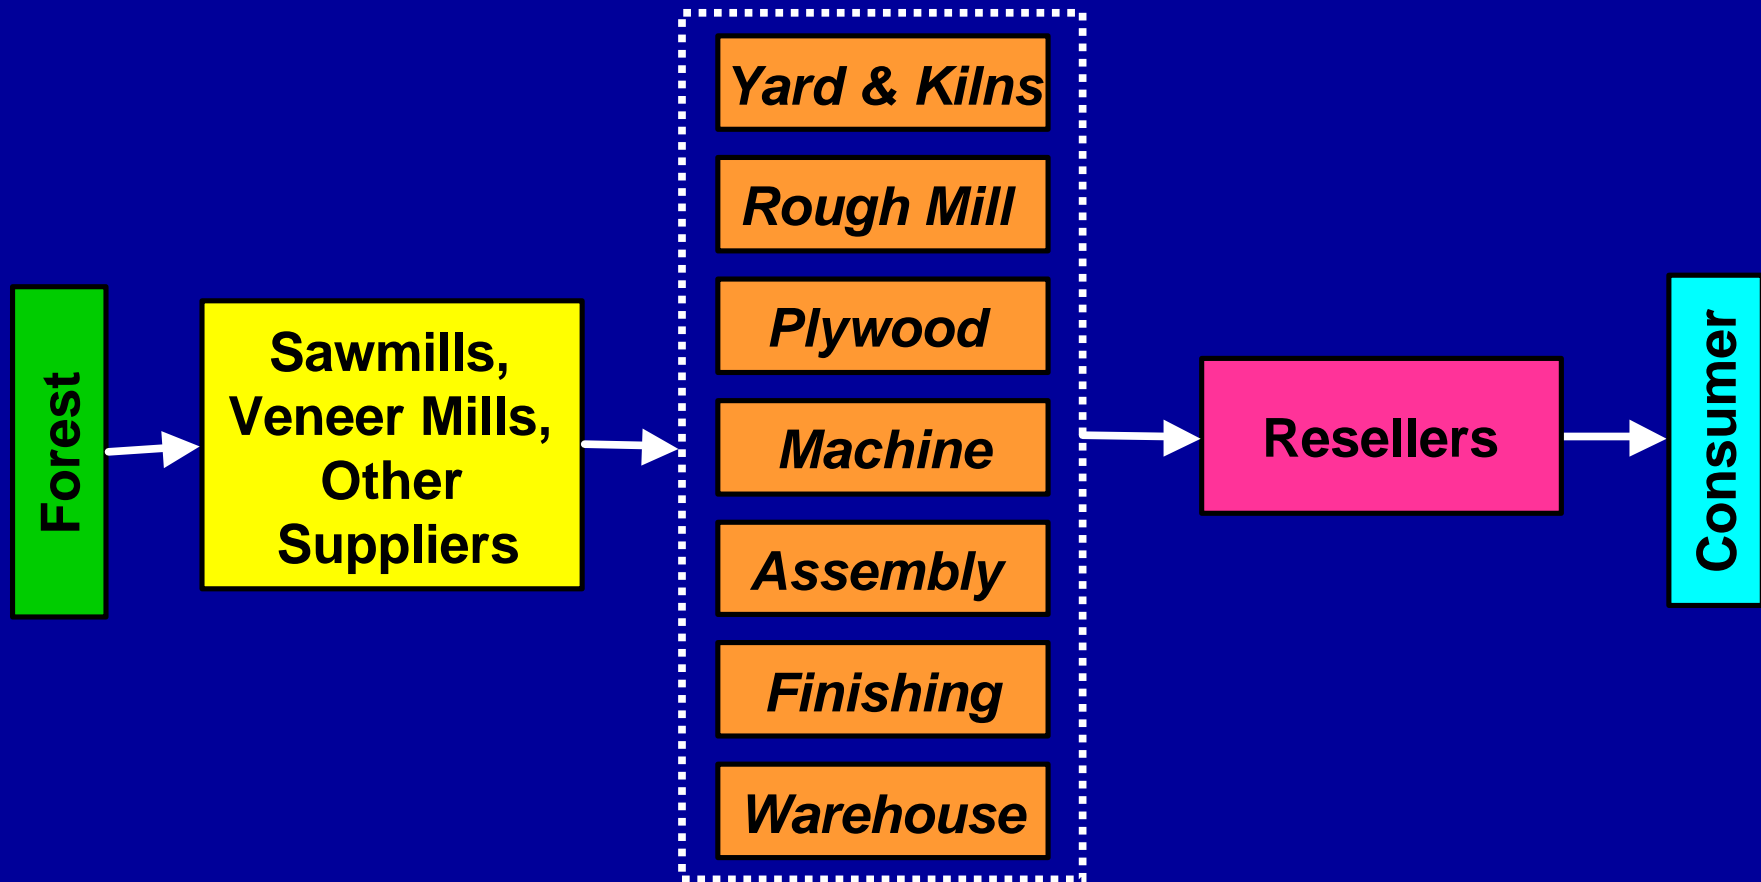 Forest
Sawmills,
Veneer Mills,
Other
Suppliers
Yard & Kilns
Rough Mill
Plywood
Machine
Assembly
Finishing
Warehouse
Resellers
Consumer